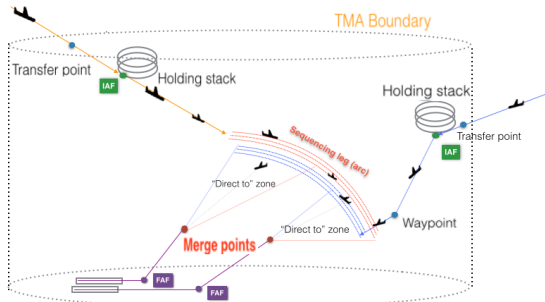 TMA Boundary
Transfer point
IAF
Holding stack
Holding stack
Transfer point
IAF
Sequencing leg (arc)
"Direct to" zone
"Direct to" zone
Waypoint
Merge points
FAF
FAF